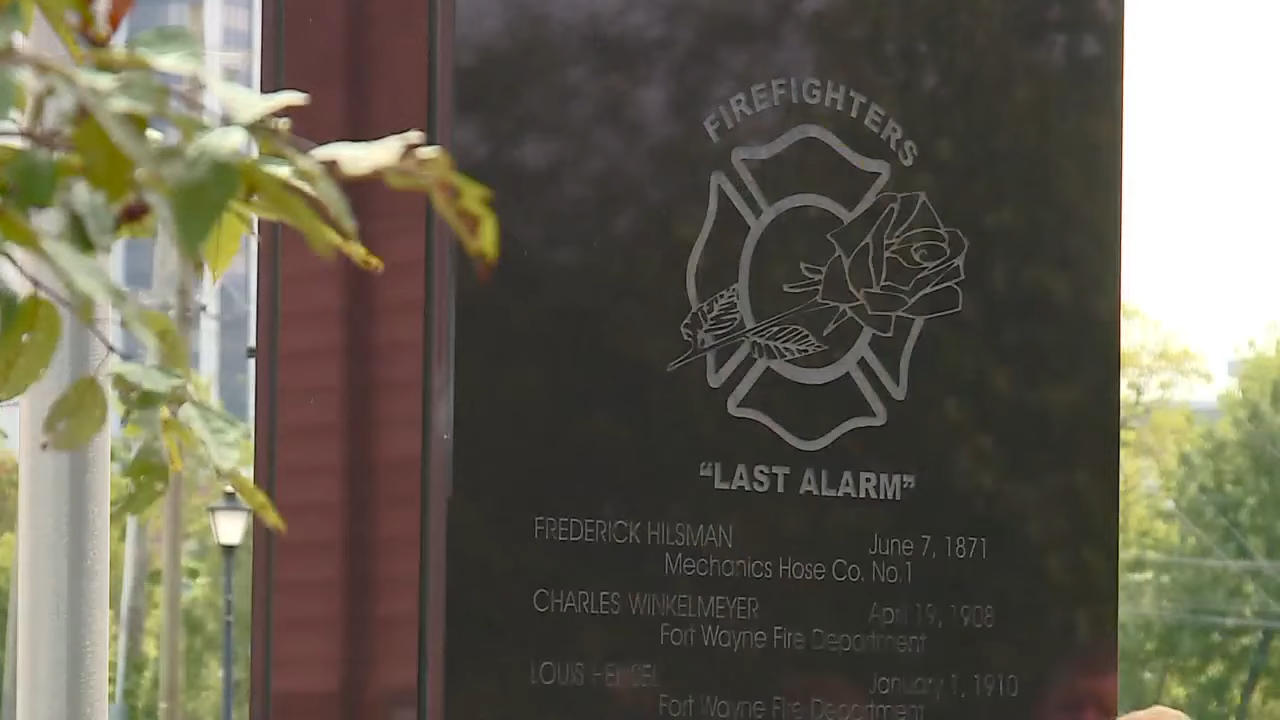 FIREFIGHTERS
“LAST ALARM”
FREDERICK HILSMAN June 7, 1871
Mechanics Hose Co. No.1
CHARLES WINKELMEYER April 19, 1908
Fort Wayne Fire Department
LOUIS January 1, 1910
Fort Wayne Fire Department